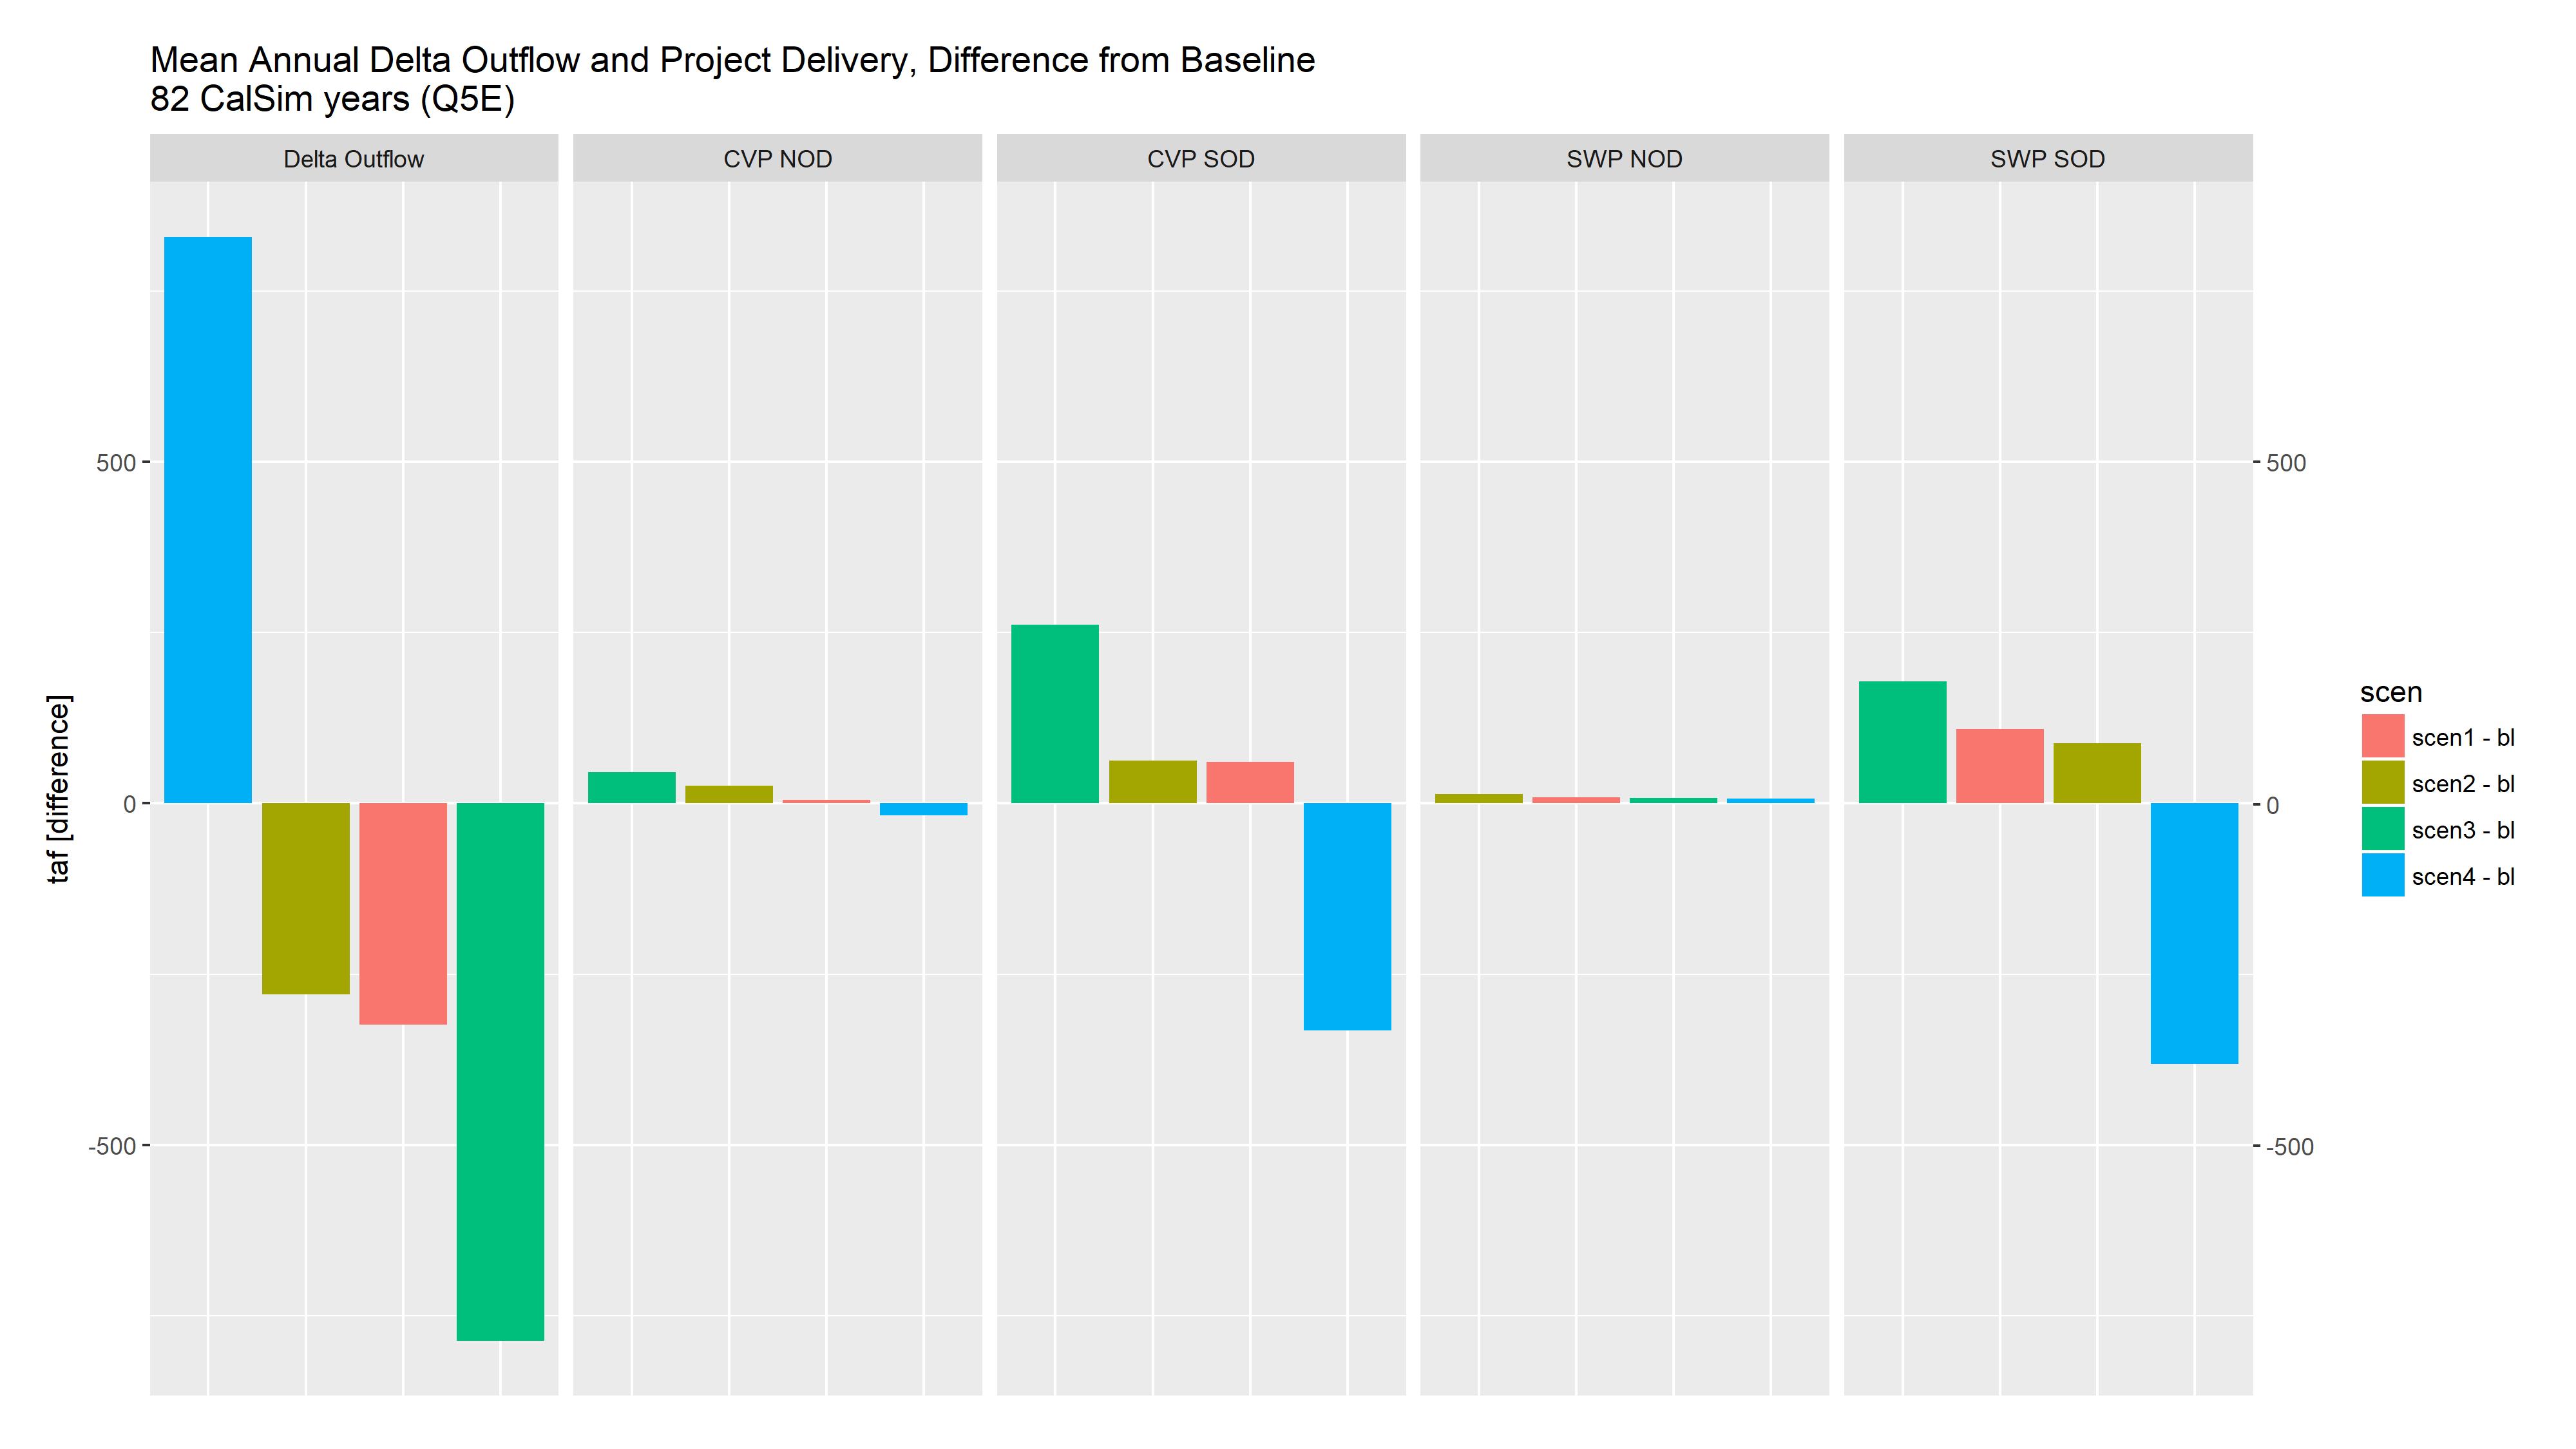 Mean Annual Delta Outflow and Project Delivery, Difference from Baseline
82 CalSim years (Q5E)
Delta Outflow
CVP NOD
CVP SOD
SWP NOD
SWP SOD
taf [difference]
500
0
-500
500
0
-500
scen
scen1 - bl
scen2 - bl
scen3 - bl
scen4 - bl